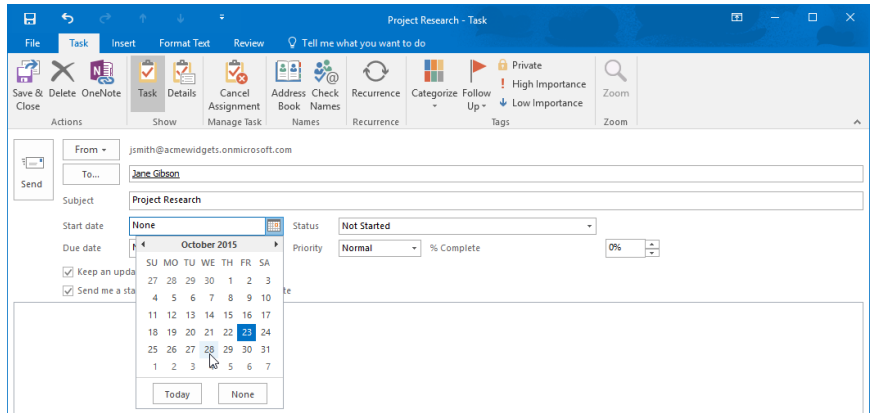 Project Research - Task
File Task Insert Format Text Review Tell me what you want to do
Save & Close Delete OneNote Task Details Cancel Assignment Address Book Check Names Recurrence Categorize Follow Up Private High Importance Low Importance Zoom
Actions Show Manage Task Names Recurrence Tags Zoom
From jsmith@acmewidgets.onmicrosoft.com
Send To... Jane Gibson
Subject Project Research
Start date None Status Not Started
Due date Priority Normal % Complete 0%
October 2015
Keep an upda
SU MO TU WE TH FR SA
27 28 29 30 1 2 3
Send me a sta te
4 5 6 7 8 9 10
11 12 13 14 15 16 17
18 19 20 21 22 23 24
25 26 27 28 29 30 31
1 2 3 5 6 7
Today None